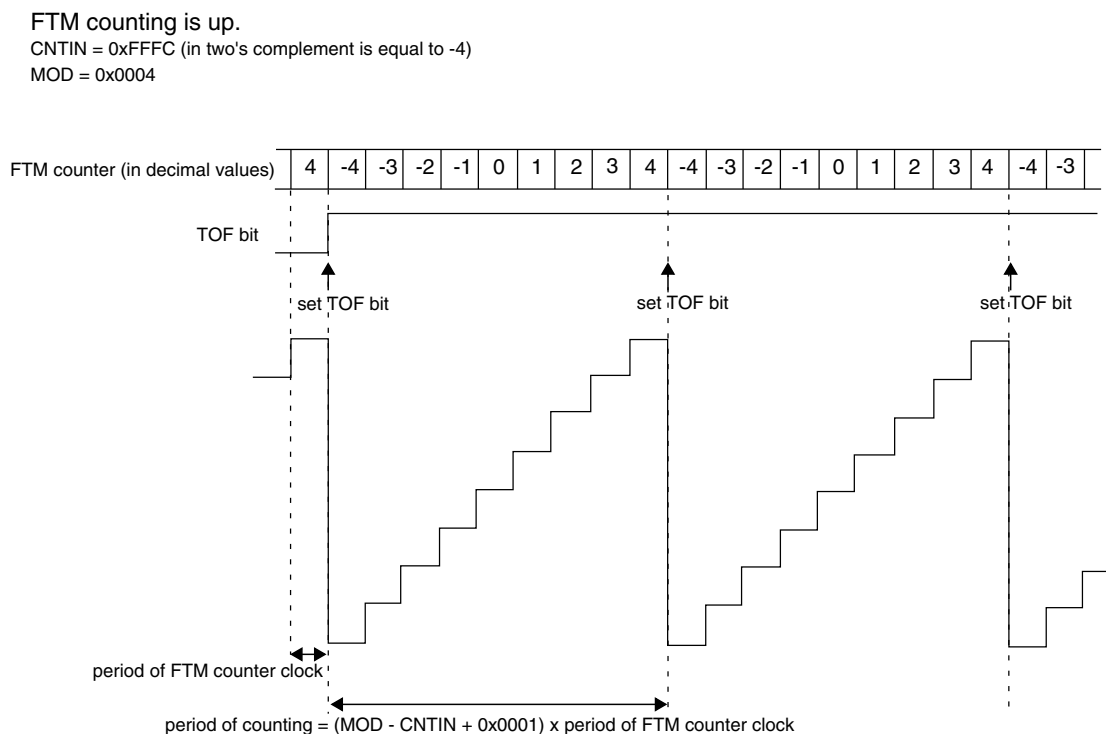 FTM counting is up.
CNTIN = 0xFFFC (in two's complement is equal to -4)
MOD = 0x0004
FTM counter (in decimal values) 4 -4 -3 -2 -1 0 1 2 3 4 -4 -3 -2 -1 0 1 2 3 4 -4 -3
TOF bit
set TOF bit set TOF bit set TOF bit
period of FTM counter clock
period of counting = (MOD - CNTIN + 0x0001) x period of FTM counter clock